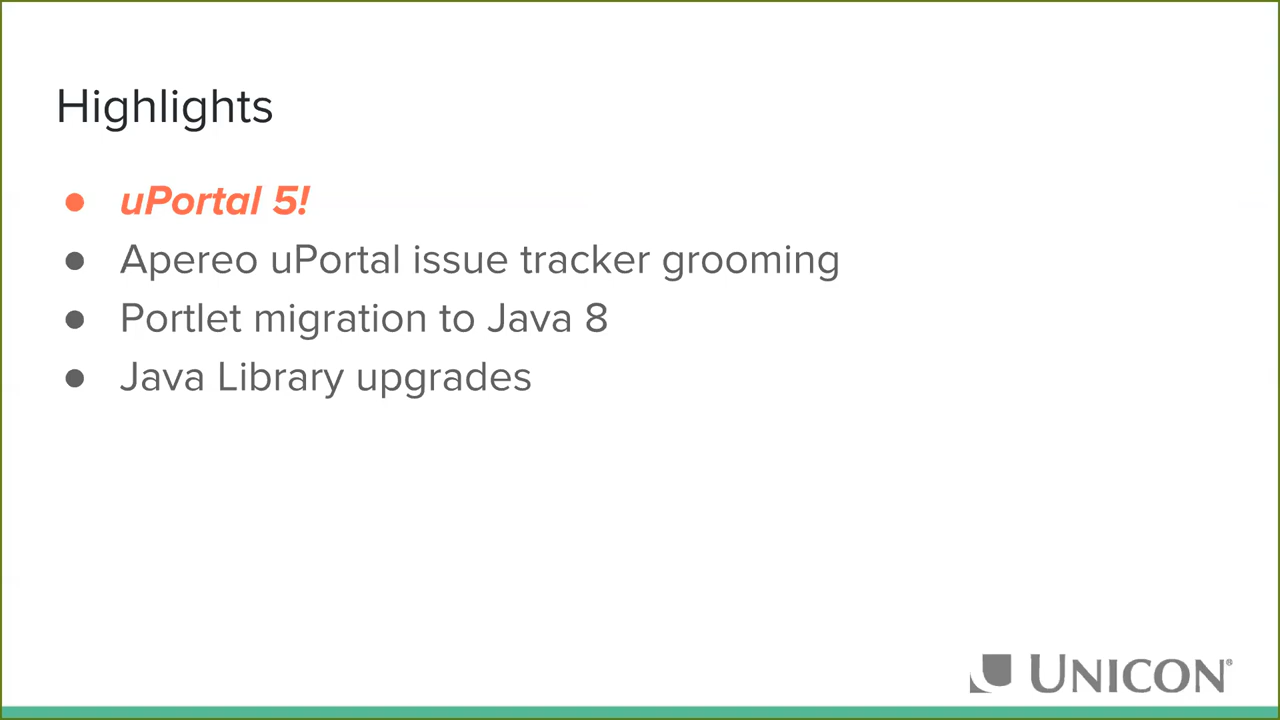 Highlights
● uPortal 5!
● Apereo uPortal issue tracker grooming
● Portlet migration to Java 8
● Java Library upgrades
UNICON®